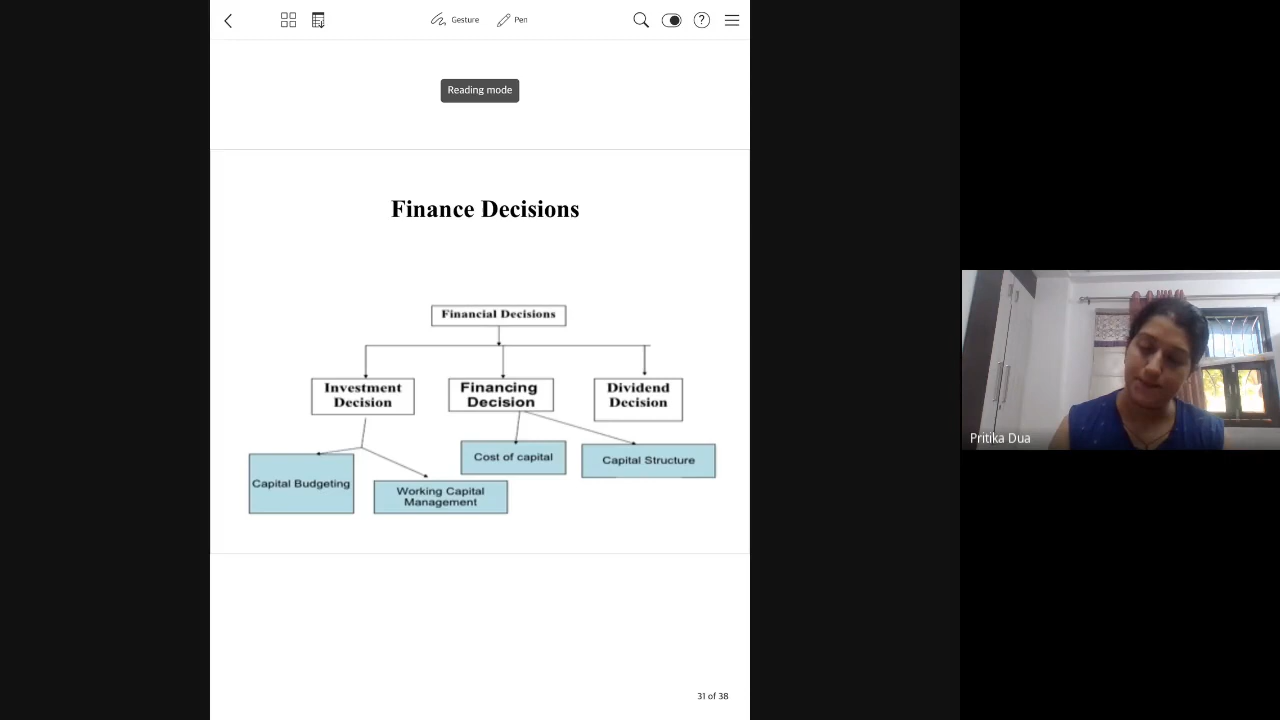 Gesture
Pen
Reading mode
Finance Decisions
Financial Decisions
Investment
Decision
Financing
Decision
Dividend
Decision
Cost of capital
Capital Structure
Capital Budgeting
Working Capital
Management
Pritika Dua
31 of 38